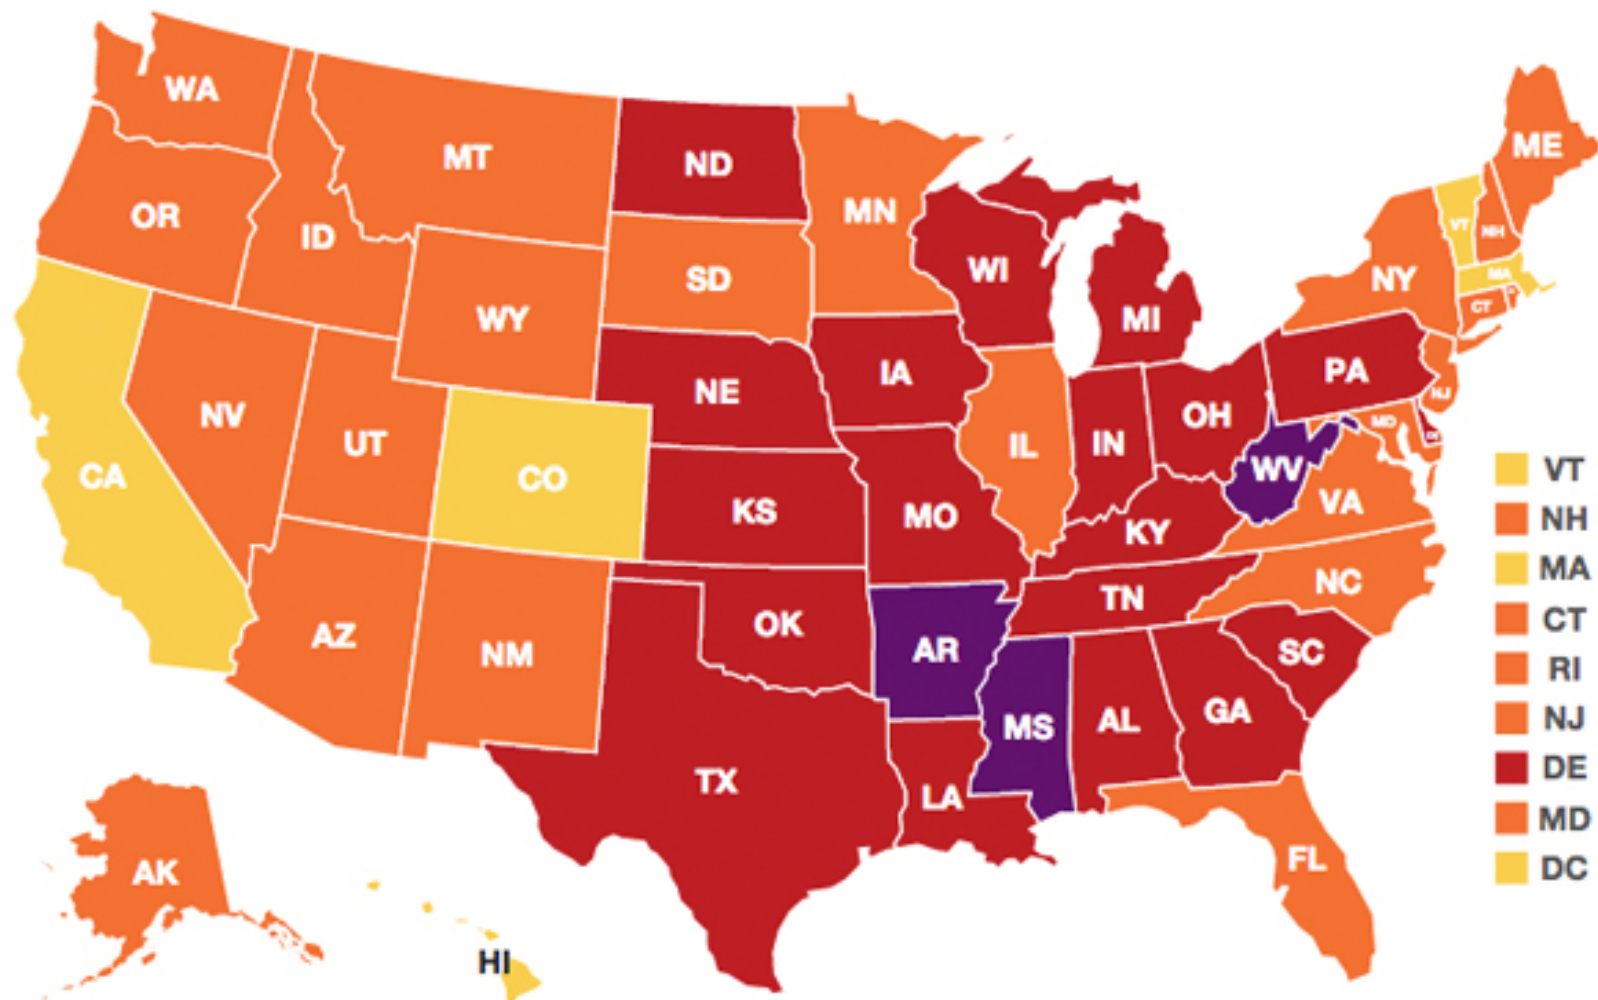 WA
MT
ND
ME
OR
ID
MN
VT
NH
SD
WI
NY
MA
WY
MI
CT
IA
PA
NE
NJ
NV
UT
OH
MD
CA
CO
IL
IN
DE
WV
KS
MO
VA
KY
NC
TN
AZ
NM
OK
AR
SC
MS
AL
GA
TX
LA
AK
FL
HI
VT
NH
MA
CT
RI
NJ
DE
MD
DC